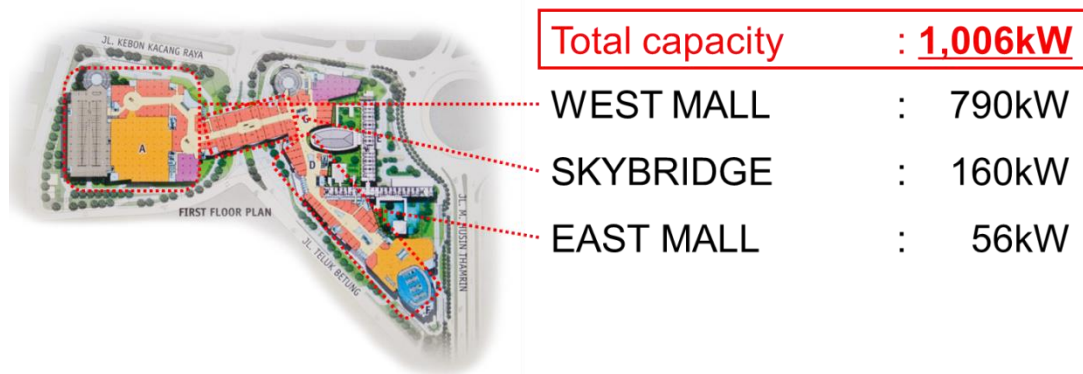 JL. KEBON KACANG RAYA
A
C
D
F
FIRST FLOOR PLAN
JL. TELUK BETUNG
JL. M. HUSIN THAMRIN
Total capacity : 1,006kW
WEST MALL : 790kW
SKYBRIDGE : 160kW
EAST MALL : 56kW